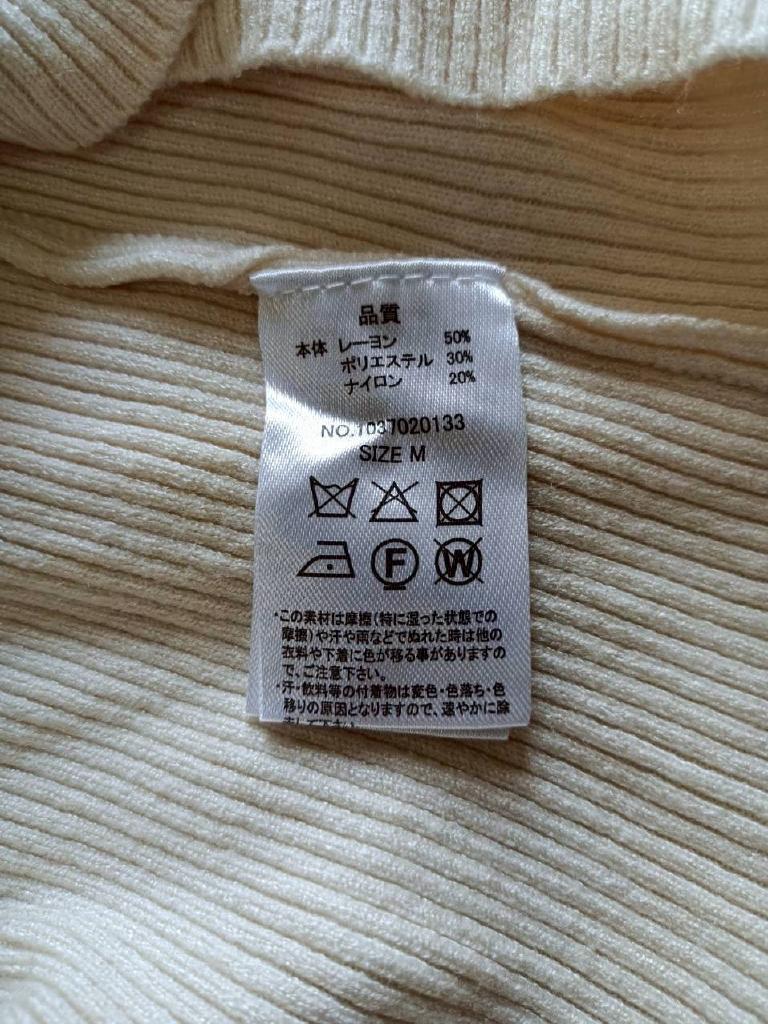 品質
本体 レーヨン 50%
ポリエステル 30%
ナイロン 20%
NO.1037020133
SIZE M
F W
・この素材は摩擦(特に湿った状態での
摩擦)や汗や雨などでぬれた時は他の
衣料や下着に色が移る事がありますの
で、ご注意下さい。
・汗・飲料等の付着物は変色・色落ち・色
移りの原因となりますので、速やかに除